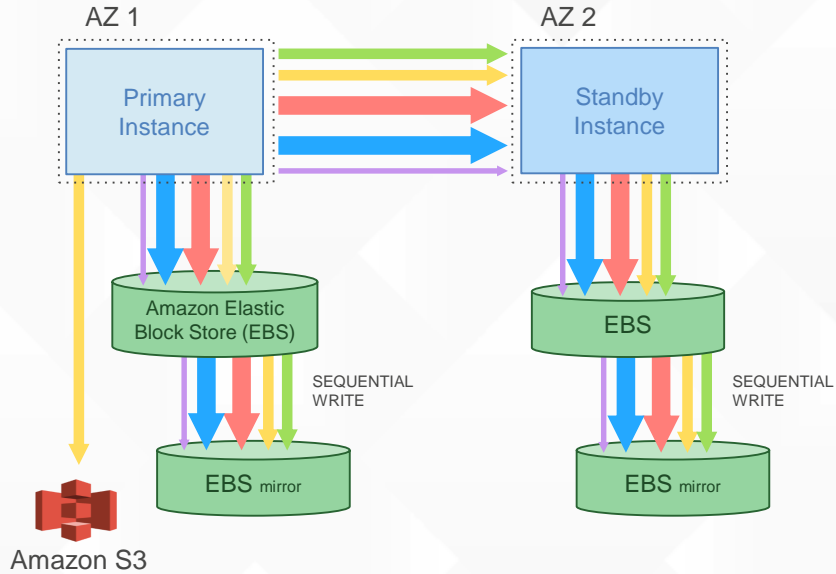 AZ 1
AZ 2
Primary
Instance
Standby
Instance
Amazon Elastic
Block Store (EBS)
EBS
SEQUENTIAL
WRITE
SEQUENTIAL
WRITE
EBS mirror
EBS mirror
Amazon S3